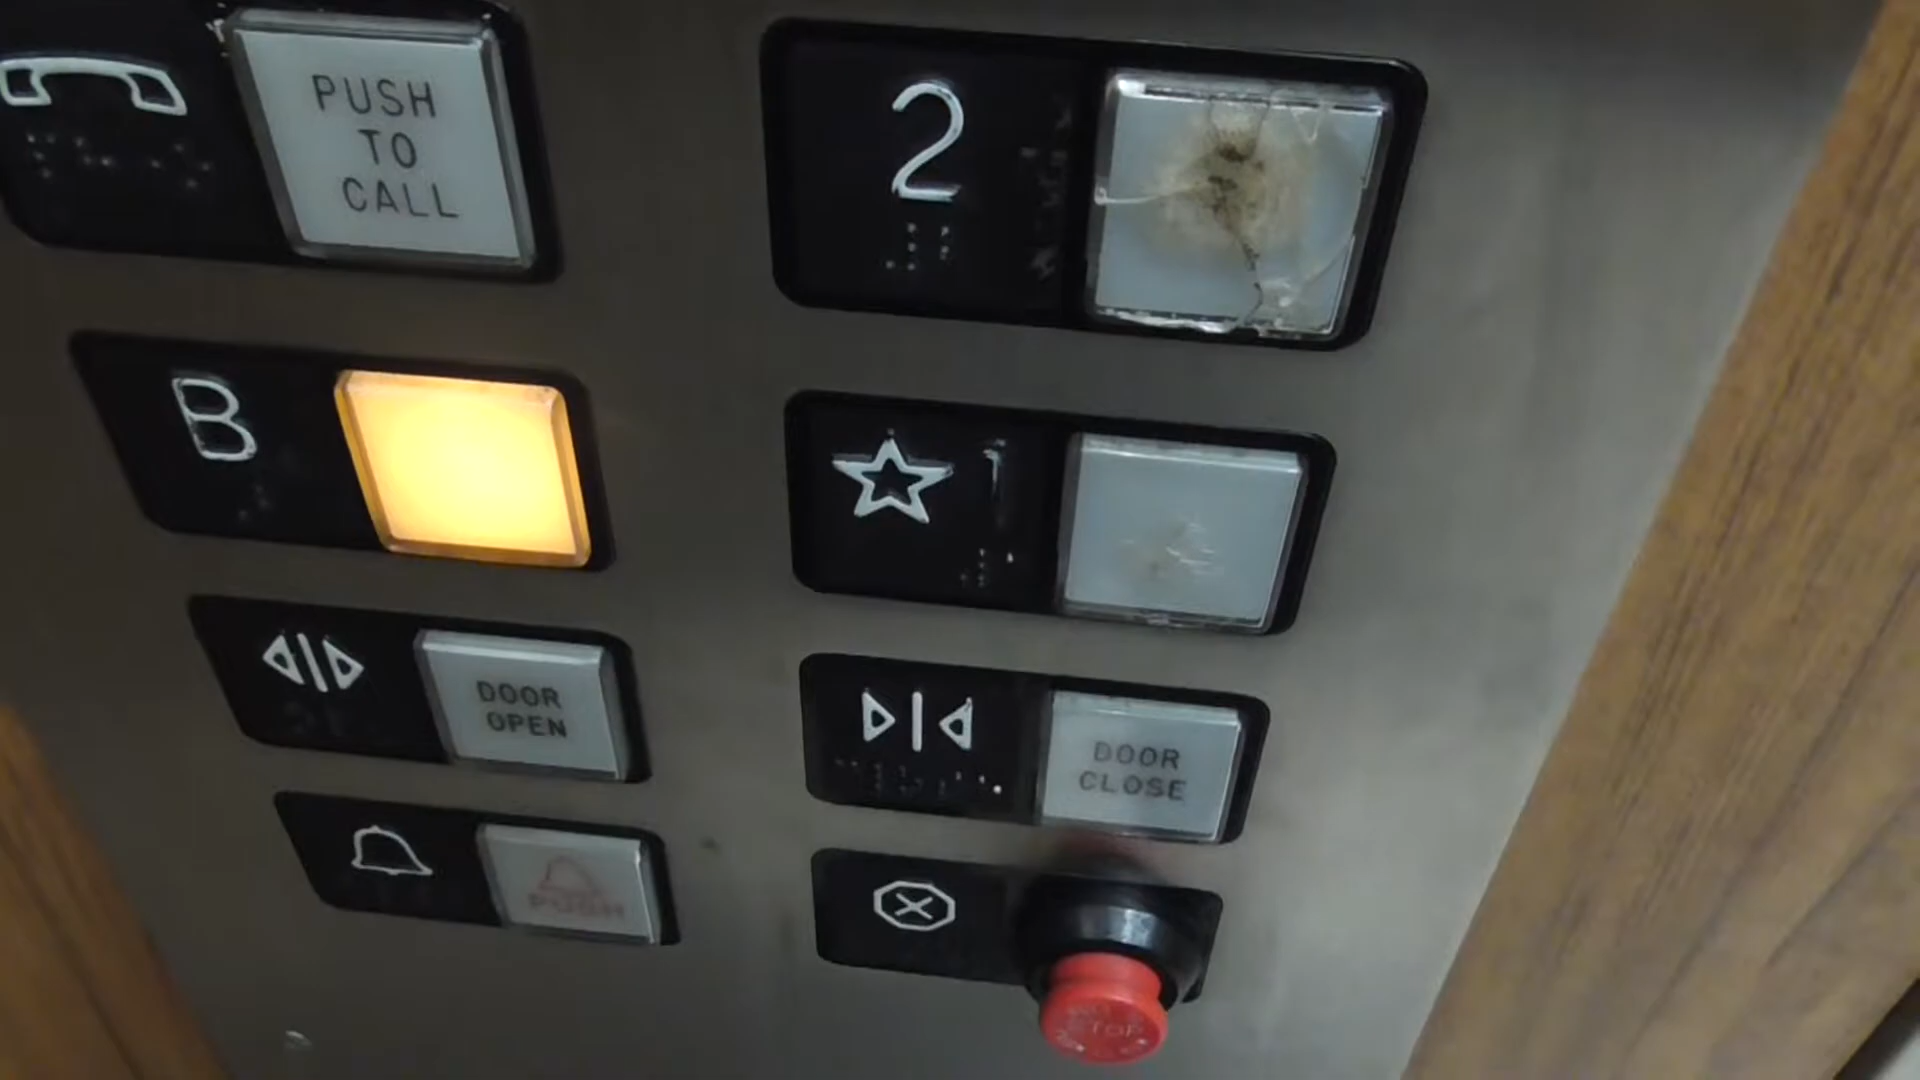 PUSH
TO
CALL
2
B
☆ 1
DOOR
OPEN
DOOR
CLOSE
PUSH
STOP